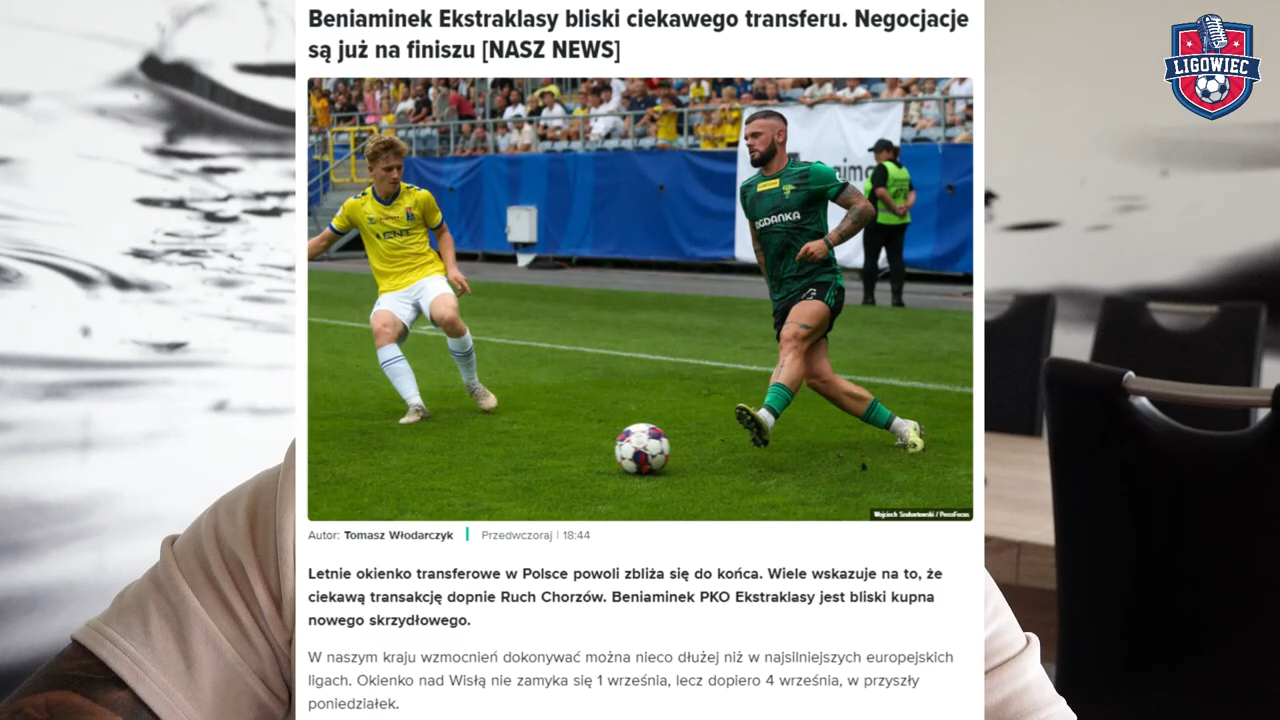 Beniaminek Ekstraklasy bliski ciekawego transferu. Negocjacje
są już na finiszu [NASZ NEWS]
LIGOWIEC
OGDANKA
Wojciech Szubartowski / PressFocus
Autor: Tomasz Włodarczyk | Przedwczoraj | 18:44
Letnie okienko transferowe w Polsce powoli zbliża się do końca. Wiele wskazuje na to, że
ciekawą transakcję dopnie Ruch Chorzów. Beniaminek PKO Ekstraklasy jest bliski kupna
nowego skrzydłowego.
W naszym kraju wzmocnień dokonywać można nieco dłużej niż w najsilniejszych europejskich
ligach. Okienko nad Wisłą nie zamyka się 1 września, lecz dopiero 4 września, w przyszły
poniedziałek.